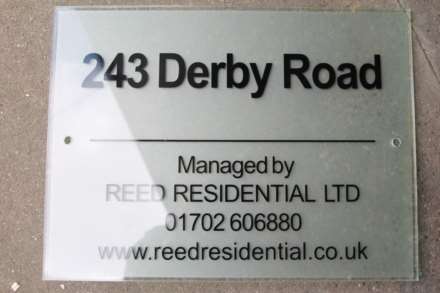 243 Derby Road
Managed by
REED RESIDENTIAL LTD
01702 606880
www.reedresidential.co.uk